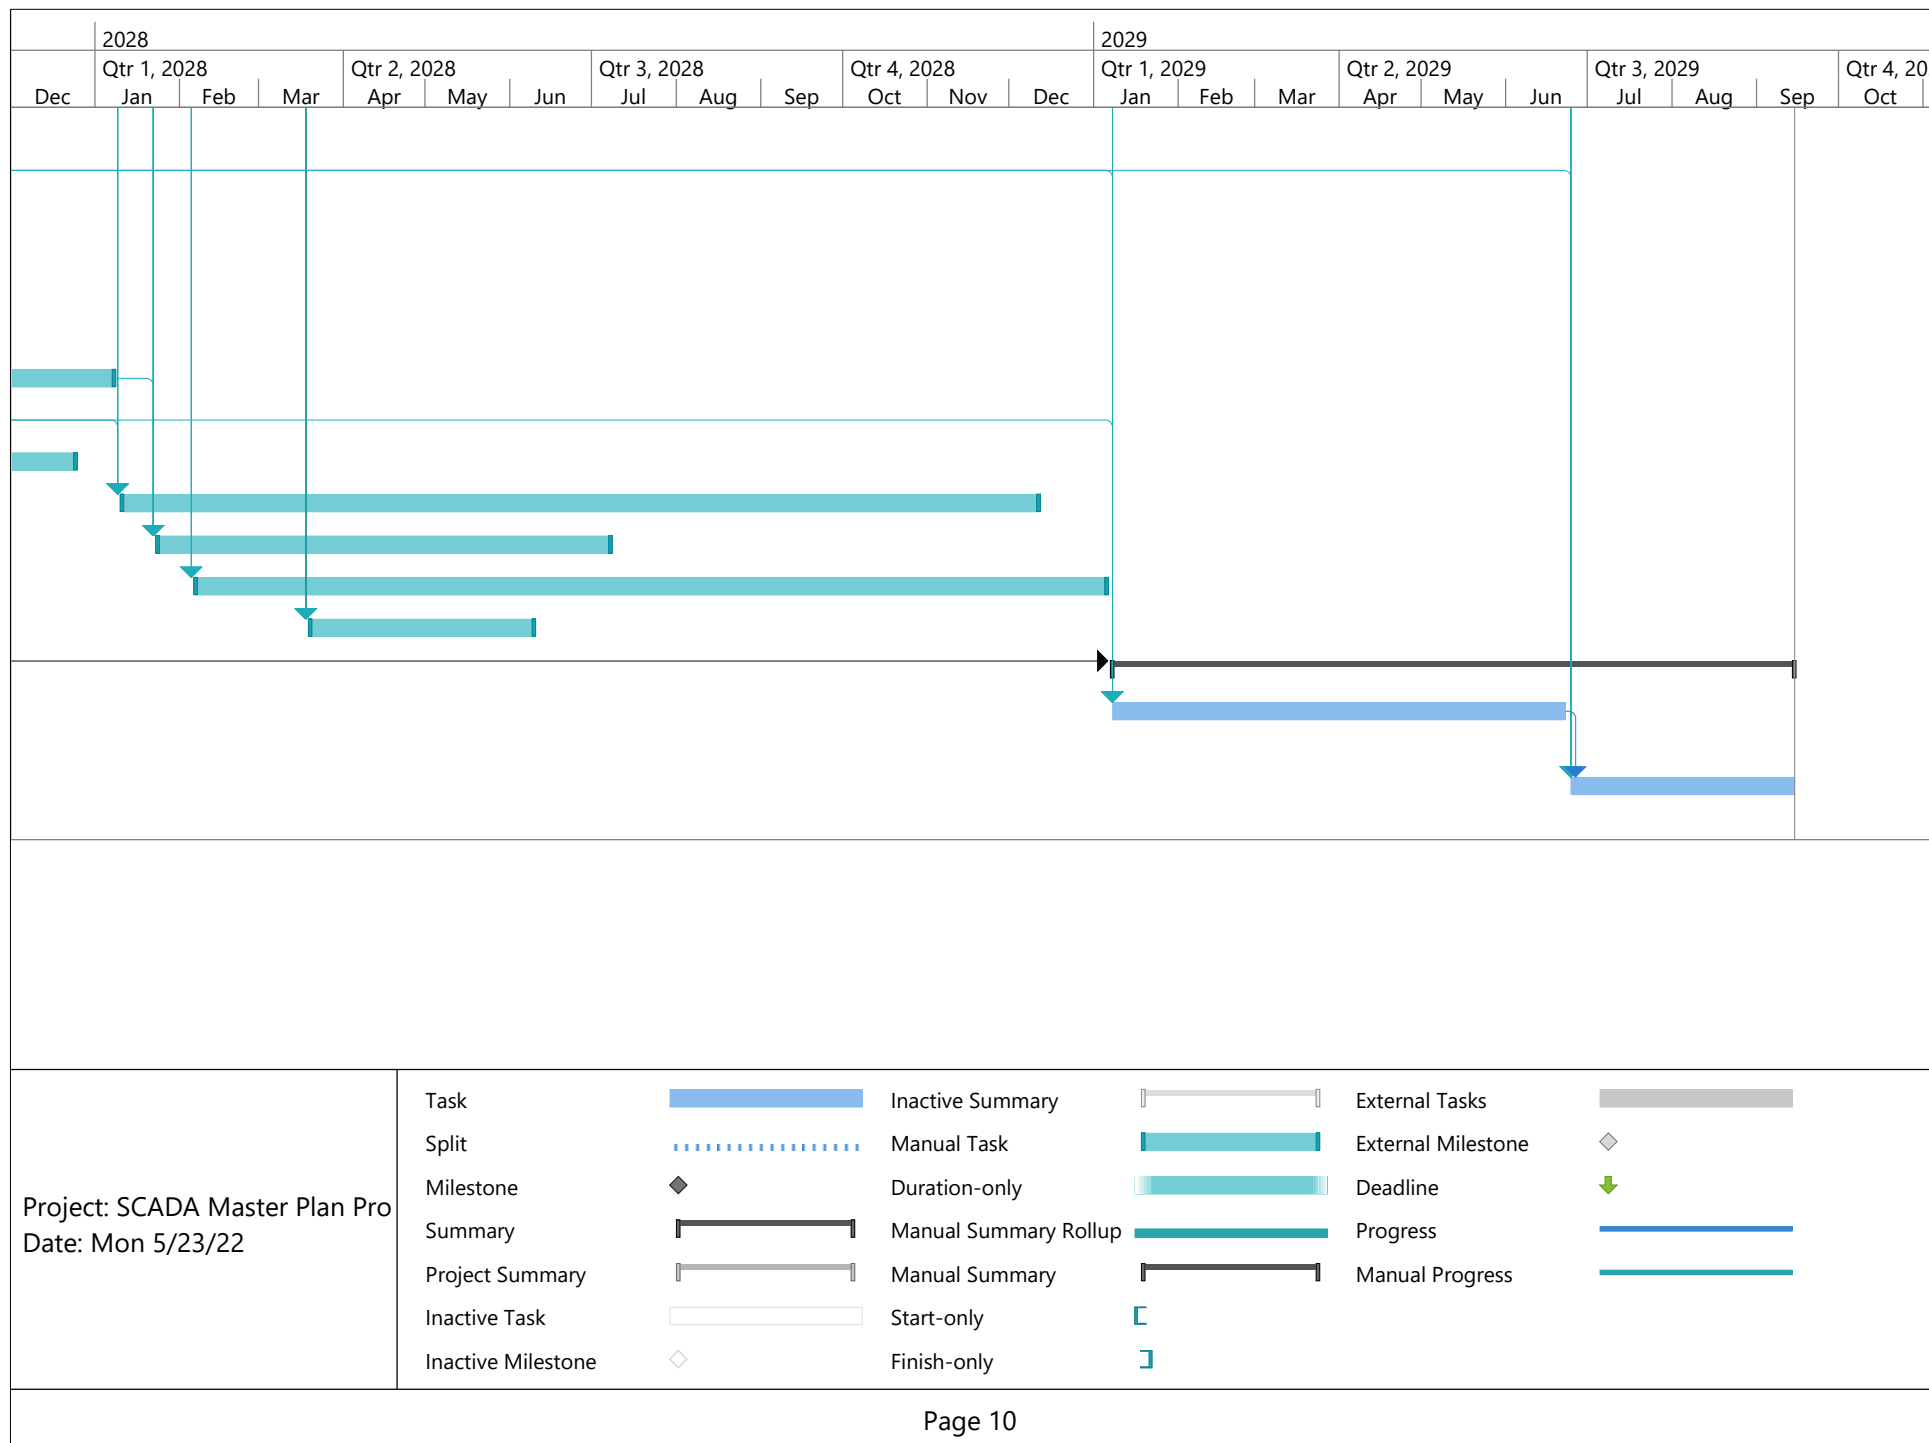 2028 2029
Qtr 1, 2028 Qtr 2, 2028 Qtr 3, 2028 Qtr 4, 2028 Qtr 1, 2029 Qtr 2, 2029 Qtr 3, 2029 Qtr 4, 20
Dec Jan Feb Mar Apr May Jun Jul Aug Sep Oct Nov Dec Jan Feb Mar Apr May Jun Jul Aug Sep Oct
Project: SCADA Master Plan Pro
Date: Mon 5/23/22
Task
Split
Milestone
Summary
Project Summary
Inactive Task
Inactive Milestone
Inactive Summary
Manual Task
Duration-only
Manual Summary Rollup
Manual Summary
Start-only
Finish-only
External Tasks
External Milestone
Deadline
Progress
Manual Progress
Page 10